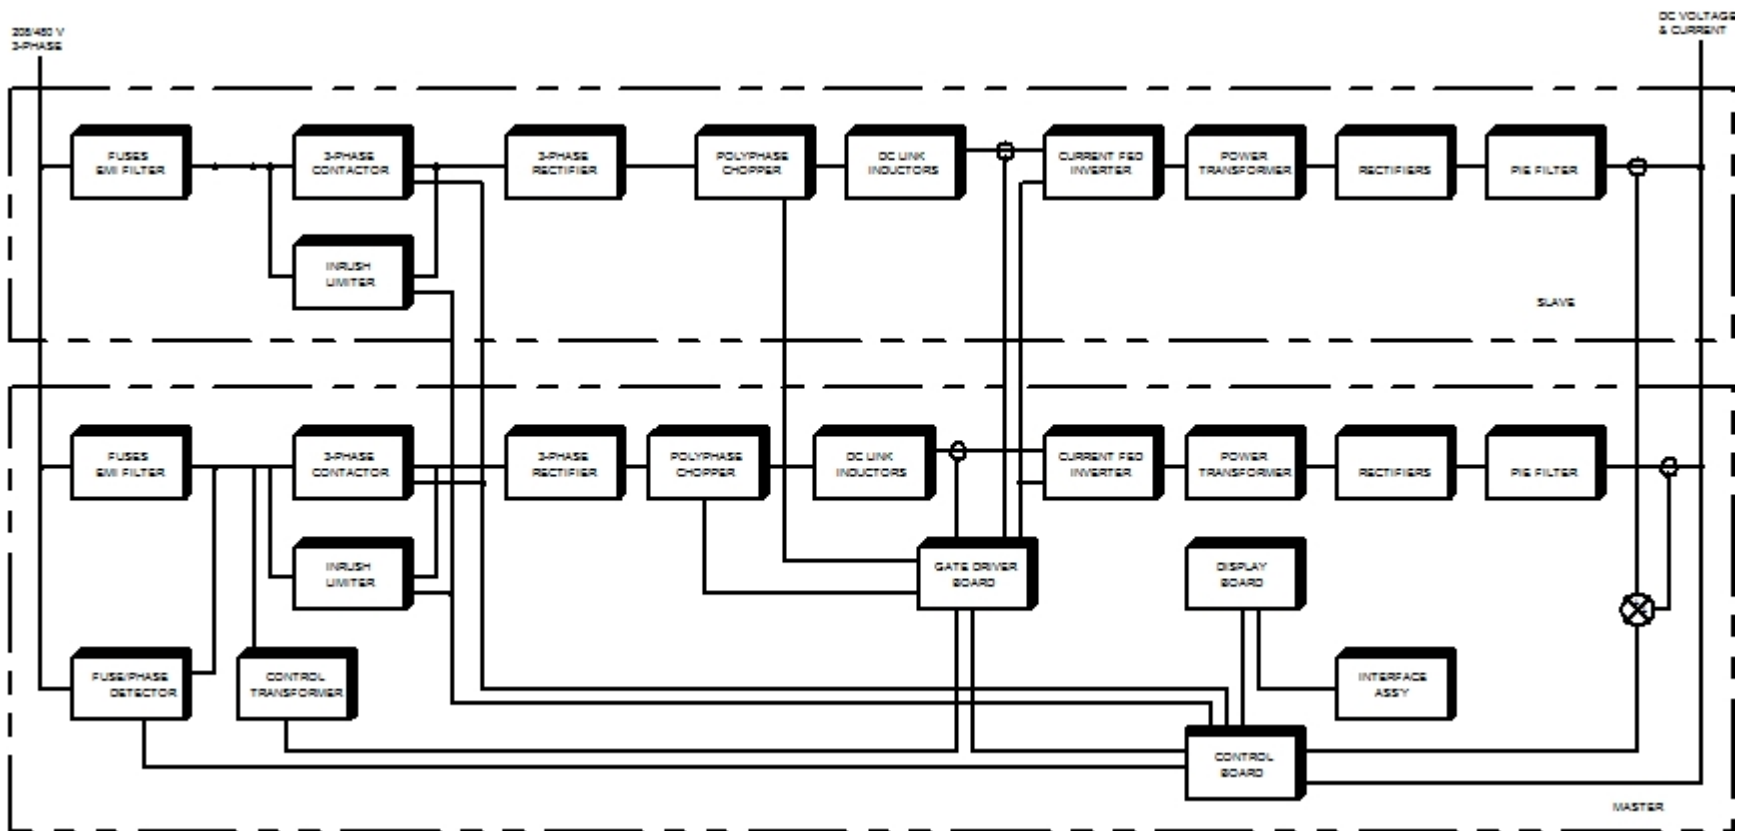 208/480 V
3-PHASE
DC VOLTAGE
& CURRENT
FUSES
EMI FILTER
3-PHASE
CONTACTOR
3-PHASE
RECTIFIER
POLYPHASE
CHOPPER
DC LINK
INDUCTORS
CURRENT FED
INVERTER
POWER
TRANSFORMER
RECTIFIERS
PIE FILTER
INRUSH
LIMITER
SLAVE
FUSES
EMI FILTER
3-PHASE
CONTACTOR
3-PHASE
RECTIFIER
POLYPHASE
CHOPPER
DC LINK
INDUCTORS
CURRENT FED
INVERTER
POWER
TRANSFORMER
RECTIFIERS
PIE FILTER
INRUSH
LIMITER
GATE DRIVER
BOARD
DISPLAY
BOARD
FUSE/PHASE
DETECTOR
CONTROL
TRANSFORMER
INTERFACE
ASS'Y
CONTROL
BOARD
MASTER